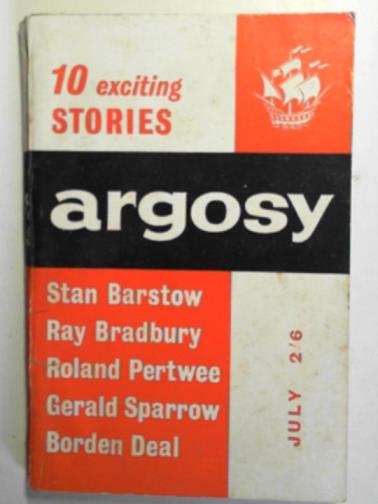 10 exciting
STORIES
argosy
Stan Barstow
Ray Bradbury
Roland Pertwee
Gerald Sparrow
Borden Deal
JULY 2'6